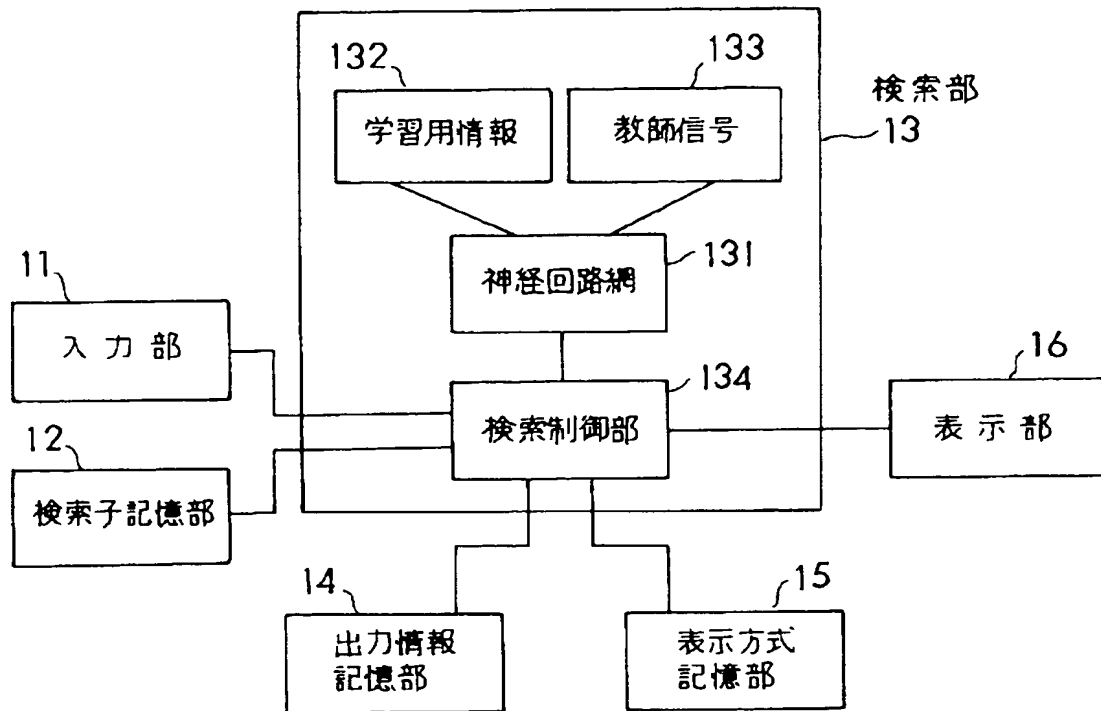 132
133
学習用情報
教師信号
検索部
13
131
神経回路網
11
入力部
134
検索制御部
16
表示部
12
検索子記憶部
14
出力情報
記憶部
15
表示方式
記憶部